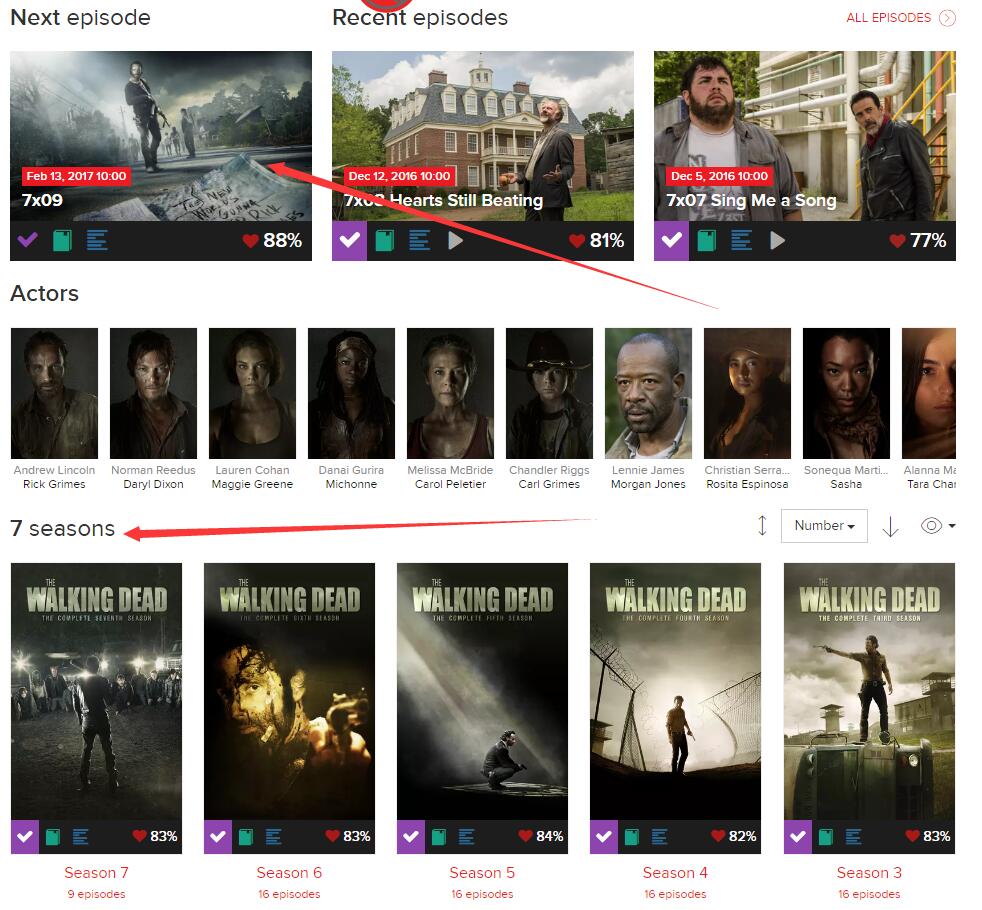 Next episode
Recent episodes
ALL EPISODES
Feb 13, 2017 10:00
7x09
88%
Dec 12, 2016 10:00
Hearts Still Beating
81%
Dec 5, 2016 10:00
7x07 Sing Me a Song
77%
Actors
Andrew Lincoln
Rick Grimes
Norman Reedus
Daryl Dixon
Lauren Cohan
Maggie Greene
Danai Gurira
Michonne
Melissa McBride
Carol Peletier
Chandler Riggs
Carl Grimes
Lennie James
Morgan Jones
Christian Serra...
Rosita Espinosa
Sonequa Marti...
Sasha
Alanna Ma
Tara Cha
7 seasons
Number
THE
WALKING DEAD
THE COMPLETE SEVENTH SEASON
83%
Season 7
9 episodes
THE
WALKING DEAD
THE COMPLETE SIXTH SEASON
83%
Season 6
16 episodes
THE
WALKING DEAD
THE COMPLETE FIFTH SEASON
84%
Season 5
16 episodes
THE
WALKING DEAD
THE COMPLETE FOURTH SEASON
82%
Season 4
16 episodes
THE
WALKING DEAD
THE COMPLETE THIRD SEASON
83%
Season 3
16 episodes